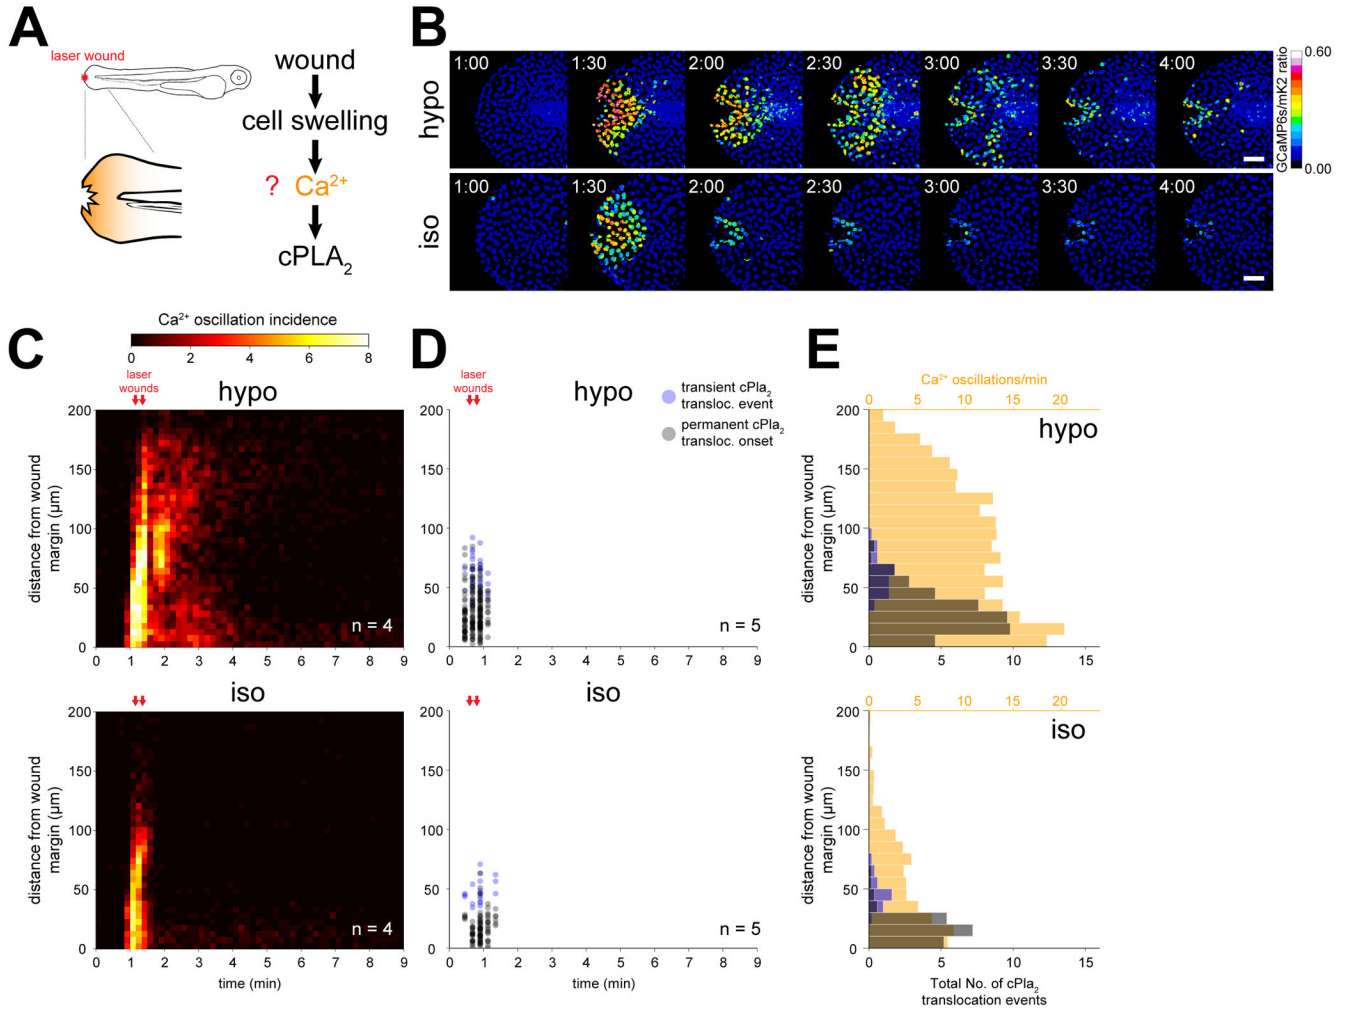 A
laser wound
wound
cell swelling
? Ca²⁺
cPLA₂
B
hypo
1:00 1:30 2:00 2:30 3:00 3:30 4:00
iso
1:00 1:30 2:00 2:30 3:00 3:30 4:00
0.60
GCaMP6s/mK2 ratio
0.00
C
Ca²⁺ oscillation incidence
0 2 4 6 8
laser
wounds
hypo
distance from wound
margin (µm)
200
150
100
50
0
n = 4
0 1 2 3 4 5 6 7 8 9
iso
distance from wound
margin (µm)
200
150
100
50
0
n = 4
0 1 2 3 4 5 6 7 8 9
time (min)
D
laser
wounds
hypo
transient cPla₂
transloc. event
permanent cPla₂
transloc. onset
200
150
100
50
0
n = 5
0 1 2 3 4 5 6 7 8 9
iso
200
150
100
50
0
n = 5
0 1 2 3 4 5 6 7 8 9
time (min)
E
Ca²⁺ oscillations/min
0 5 10 15 20
hypo
distance from wound
margin (µm)
200
150
100
50
0
0 5 10 15
0 5 10 15 20
iso
distance from wound
margin (µm)
200
150
100
50
0
0 5 10 15
Total No. of cPla₂
translocation events